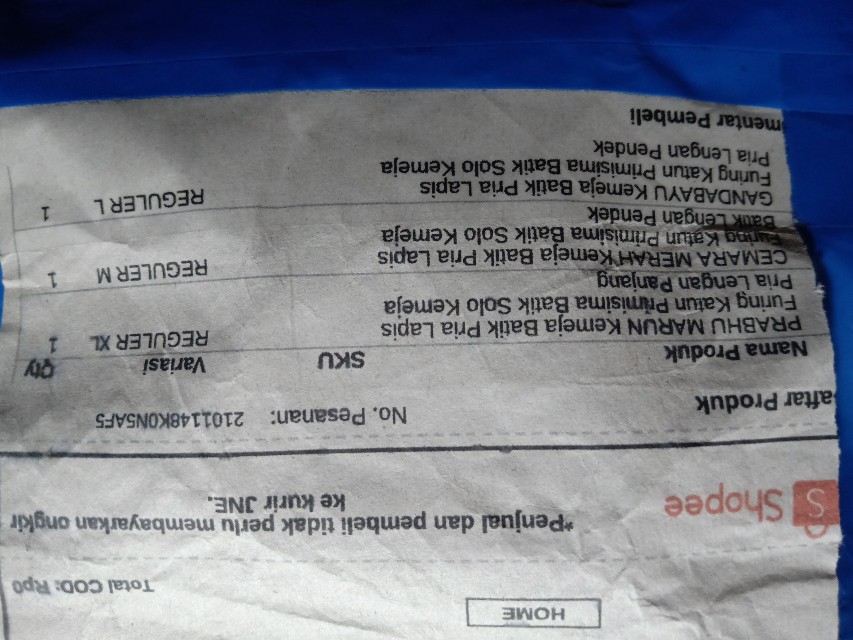 HOME
Total COD: Rp0
Shopee
*Penjual dan pembeli tidak perlu membayarkan ongkir
ke kurir JNE.
aftar Produk
No. Pesanan: 2101148K0N5AF5
Nama Produk SKU Variasi Qty
PRABHU MARUN Kemeja Batik Pria Lapis REGULER XL 1
Furing Katun Primisima Batik Solo Kemeja
Pria Lengan Panjang
CEMARA MERAH Kemeja Batik Pria Lapis REGULER M 1
Furing Katun Primisima Batik Solo Kemeja
Batik Lengan Pendek
GANDABAYU Kemeja Batik Pria Lapis REGULER L 1
Furing Katun Primisima Batik Solo Kemeja
Pria Lengan Pendek
mentar Pembeli